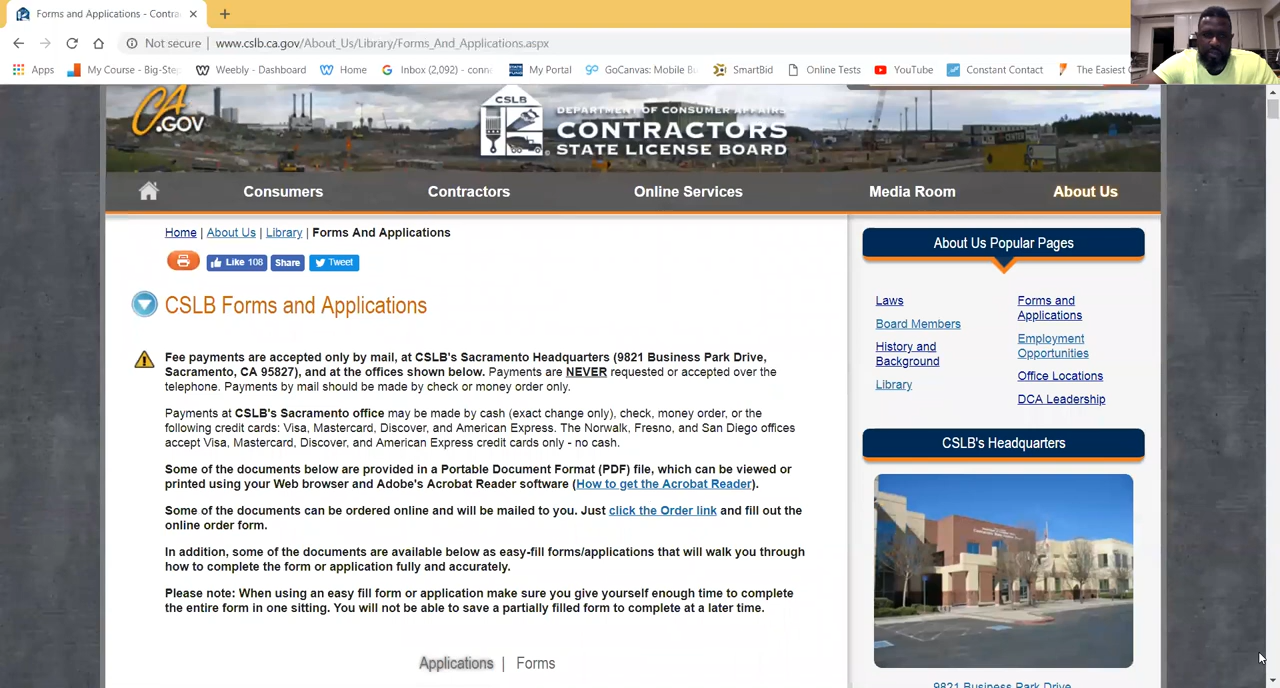 Forms and Applications - Contra
Not secure | www.cslb.ca.gov/About_Us/Library/Forms_And_Applications.aspx
Apps My Course - Big-Ste Weebly - Dashboard Home Inbox (2,092) - conn My Portal GoCanvas: Mobile Bu SmartBid Online Tests YouTube Constant Contact The Easiest
CA
.GOV
CSLB
DEPARTMENT OF CONSUMER AFFAIRS
CONTRACTORS
STATE LICENSE BOARD
Consumers Contractors Online Services Media Room About Us
Home | About Us | Library | Forms And Applications
Like 108 Share Tweet
CSLB Forms and Applications
Fee payments are accepted only by mail, at CSLB's Sacramento Headquarters (9821 Business Park Drive,
Sacramento, CA 95827), and at the offices shown below. Payments are NEVER requested or accepted over the
telephone. Payments by mail should be made by check or money order only.
Payments at CSLB's Sacramento office may be made by cash (exact change only), check, money order, or the
following credit cards: Visa, Mastercard, Discover, and American Express. The Norwalk, Fresno, and San Diego offices
accept Visa, Mastercard, Discover, and American Express credit cards only - no cash.
Some of the documents below are provided in a Portable Document Format (PDF) file, which can be viewed or
printed using your Web browser and Adobe's Acrobat Reader software (How to get the Acrobat Reader).
Some of the documents can be ordered online and will be mailed to you. Just click the Order link and fill out the
online order form.
In addition, some of the documents are available below as easy-fill forms/applications that will walk you through
how to complete the form or application fully and accurately.
Please note: When using an easy fill form or application make sure you give yourself enough time to complete
the entire form in one sitting. You will not be able to save a partially filled form to complete at a later time.
Applications | Forms
About Us Popular Pages
Laws
Board Members
History and
Background
Library
Forms and
Applications
Employment
Opportunities
Office Locations
DCA Leadership
CSLB's Headquarters
9821 Business Park Drive